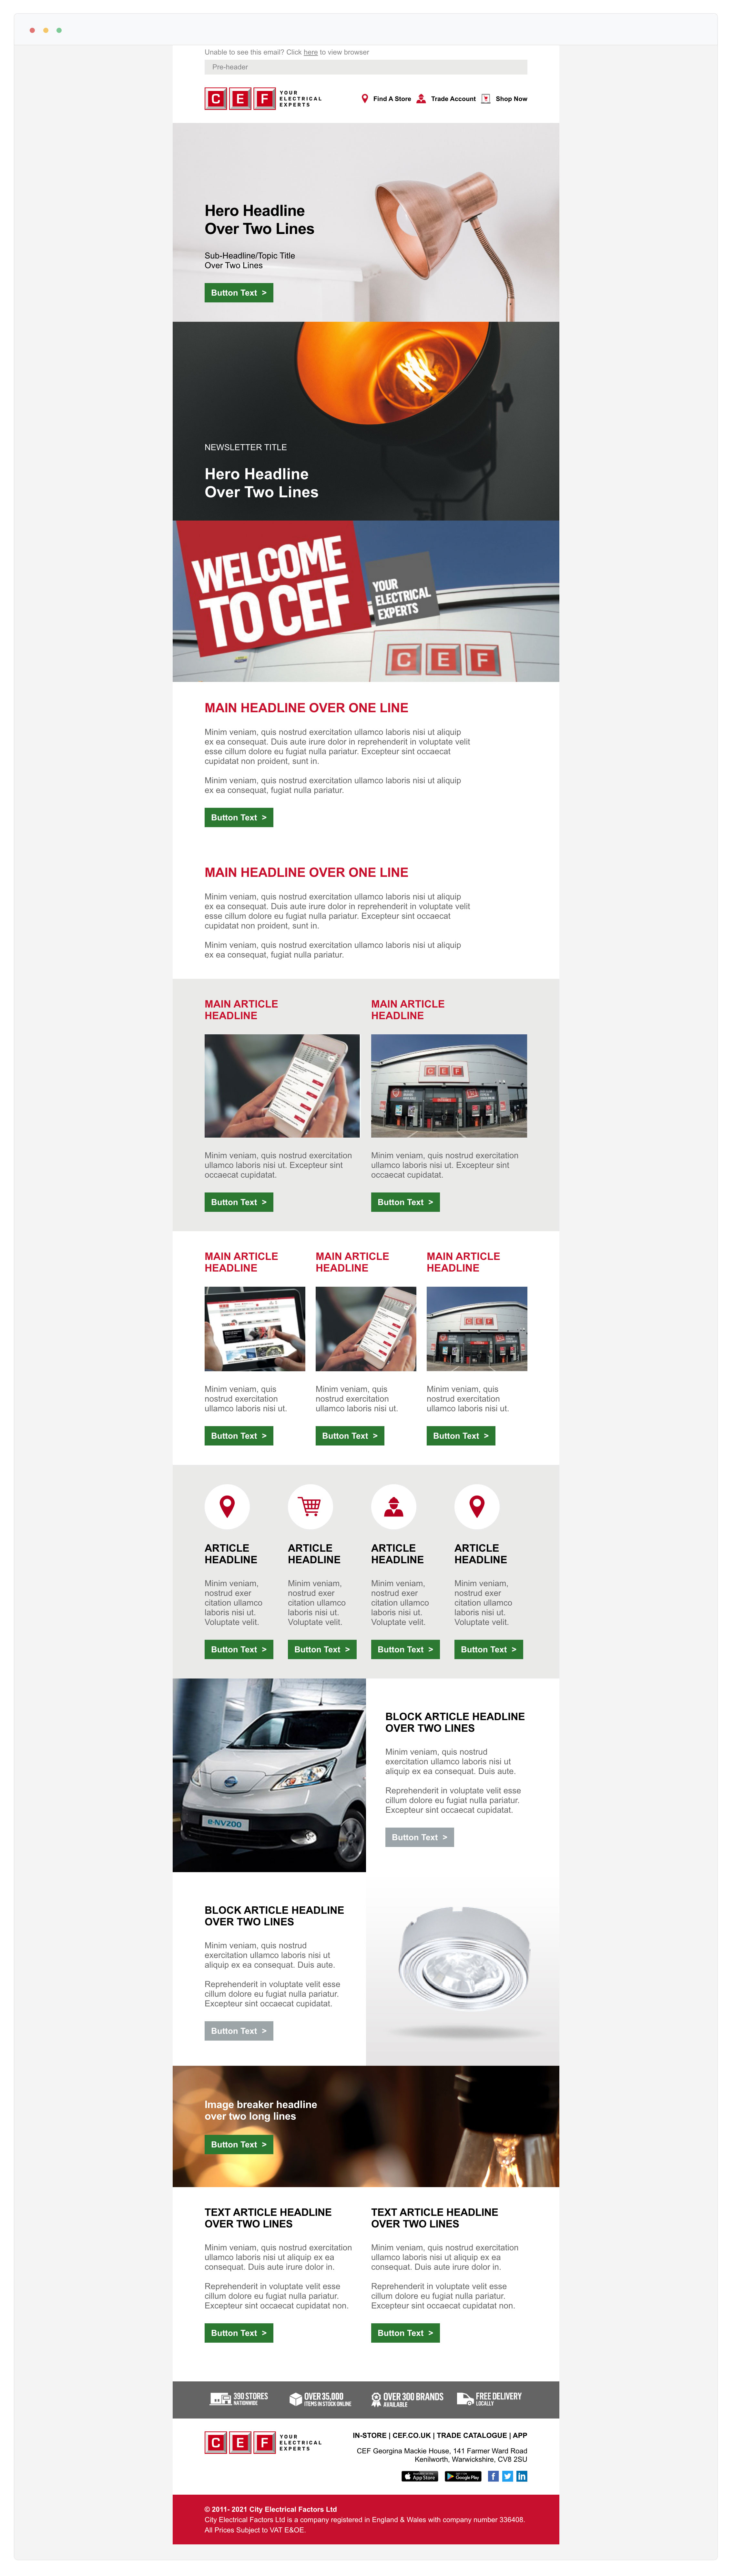 Unable to see this email? Click here to view browser
Pre-header
CEF YOUR ELECTRICAL EXPERTS
Find A Store Trade Account Shop Now
Hero Headline
Over Two Lines
Sub-Headline/Topic Title
Over Two Lines
Button Text >
NEWSLETTER TITLE
Hero Headline
Over Two Lines
WELCOME
TO CEF
YOUR
ELECTRICAL
EXPERTS
CEF
MAIN HEADLINE OVER ONE LINE
Minim veniam, quis nostrud exercitation ullamco laboris nisi ut aliquip
ex ea consequat. Duis aute irure dolor in reprehenderit in voluptate velit
esse cillum dolore eu fugiat nulla pariatur. Excepteur sint occaecat
cupidatat non proident, sunt in.
Minim veniam, quis nostrud exercitation ullamco laboris nisi ut aliquip
ex ea consequat, fugiat nulla pariatur.
Button Text >
MAIN HEADLINE OVER ONE LINE
Minim veniam, quis nostrud exercitation ullamco laboris nisi ut aliquip
ex ea consequat. Duis aute irure dolor in reprehenderit in voluptate velit
esse cillum dolore eu fugiat nulla pariatur. Excepteur sint occaecat
cupidatat non proident, sunt in.
Minim veniam, quis nostrud exercitation ullamco laboris nisi ut aliquip
ex ea consequat, fugiat nulla pariatur.
MAIN ARTICLE
HEADLINE
Minim veniam, quis nostrud exercitation
ullamco laboris nisi ut. Excepteur sint
occaecat cupidatat.
Button Text >
MAIN ARTICLE
HEADLINE
CEF
Minim veniam, quis nostrud exercitation
ullamco laboris nisi ut. Excepteur sint
occaecat cupidatat.
Button Text >
MAIN ARTICLE
HEADLINE
Minim veniam, quis
nostrud exercitation
ullamco laboris nisi ut.
Button Text >
MAIN ARTICLE
HEADLINE
Minim veniam, quis
nostrud exercitation
ullamco laboris nisi ut.
Button Text >
MAIN ARTICLE
HEADLINE
CEF
Minim veniam, quis
nostrud exercitation
ullamco laboris nisi ut.
Button Text >
ARTICLE
HEADLINE
Minim veniam,
nostrud exer
citation ullamco
laboris nisi ut.
Voluptate velit.
Button Text >
ARTICLE
HEADLINE
Minim veniam,
nostrud exer
citation ullamco
laboris nisi ut.
Voluptate velit.
Button Text >
ARTICLE
HEADLINE
Minim veniam,
nostrud exer
citation ullamco
laboris nisi ut.
Voluptate velit.
Button Text >
ARTICLE
HEADLINE
Minim veniam,
nostrud exer
citation ullamco
laboris nisi ut.
Voluptate velit.
Button Text >
e-NV200
BLOCK ARTICLE HEADLINE
OVER TWO LINES
Minim veniam, quis nostrud
exercitation ullamco laboris nisi ut
aliquip ex ea consequat. Duis aute.
Reprehenderit in voluptate velit esse
cillum dolore eu fugiat nulla pariatur.
Excepteur sint occaecat cupidatat.
Button Text >
BLOCK ARTICLE HEADLINE
OVER TWO LINES
Minim veniam, quis nostrud
exercitation ullamco laboris nisi ut
aliquip ex ea consequat. Duis aute.
Reprehenderit in voluptate velit esse
cillum dolore eu fugiat nulla pariatur.
Excepteur sint occaecat cupidatat.
Button Text >
Image breaker headline
over two long lines
Button Text >
TEXT ARTICLE HEADLINE
OVER TWO LINES
Minim veniam, quis nostrud exercitation
ullamco laboris nisi ut aliquip ex ea
consequat. Duis aute irure dolor in.
Reprehenderit in voluptate velit esse
cillum dolore eu fugiat nulla pariatur.
Excepteur sint occaecat cupidatat non.
Button Text >
TEXT ARTICLE HEADLINE
OVER TWO LINES
Minim veniam, quis nostrud exercitation
ullamco laboris nisi ut aliquip ex ea
consequat. Duis aute irure dolor in.
Reprehenderit in voluptate velit esse
cillum dolore eu fugiat nulla pariatur.
Excepteur sint occaecat cupidatat non.
Button Text >
390 STORES
NATIONWIDE
OVER 35,000
ITEMS IN STOCK ONLINE
OVER 300 BRANDS
AVAILABLE
FREE DELIVERY
LOCALLY
CEF YOUR ELECTRICAL EXPERTS
IN-STORE | CEF.CO.UK | TRADE CATALOGUE | APP
CEF Georgina Mackie House, 141 Farmer Ward Road
Kenilworth, Warwickshire, CV8 2SU
App Store
Google Play
© 2011- 2021 City Electrical Factors Ltd
City Electrical Factors Ltd is a company registered in England & Wales with company number 336408.
All Prices Subject to VAT E&OE.